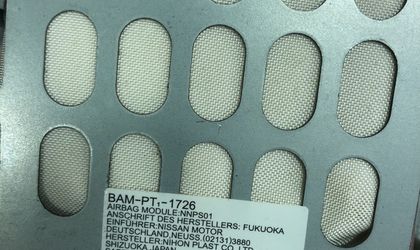 BAM-PT₁-1726
AIRBAG MODULE:NNPS01
ANSCHRIFT DES HERSTELLERS: FUKUOKA
EINFÜHRER:NISSAN MOTOR
DEUTSCHLAND,NEUSS.(02131)3880
HERSTELLER:NIHON PLAST CO.,LTD
SHIZUOKA JAPAN